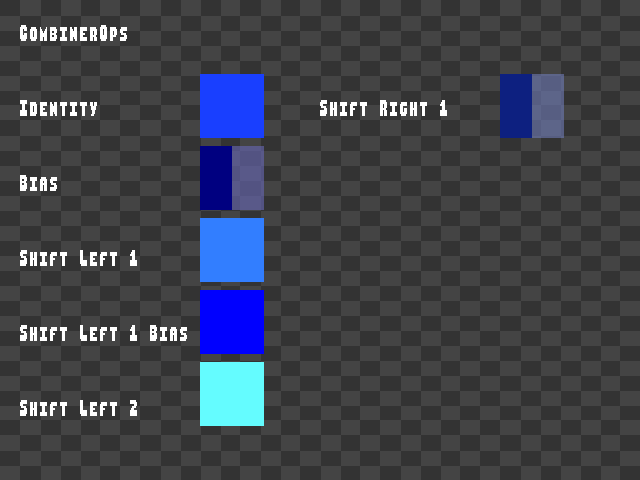 CombinerOps
Identity
Shift Right 1
Bias
Shift Left 1
Shift Left 1 Bias
Shift Left 2